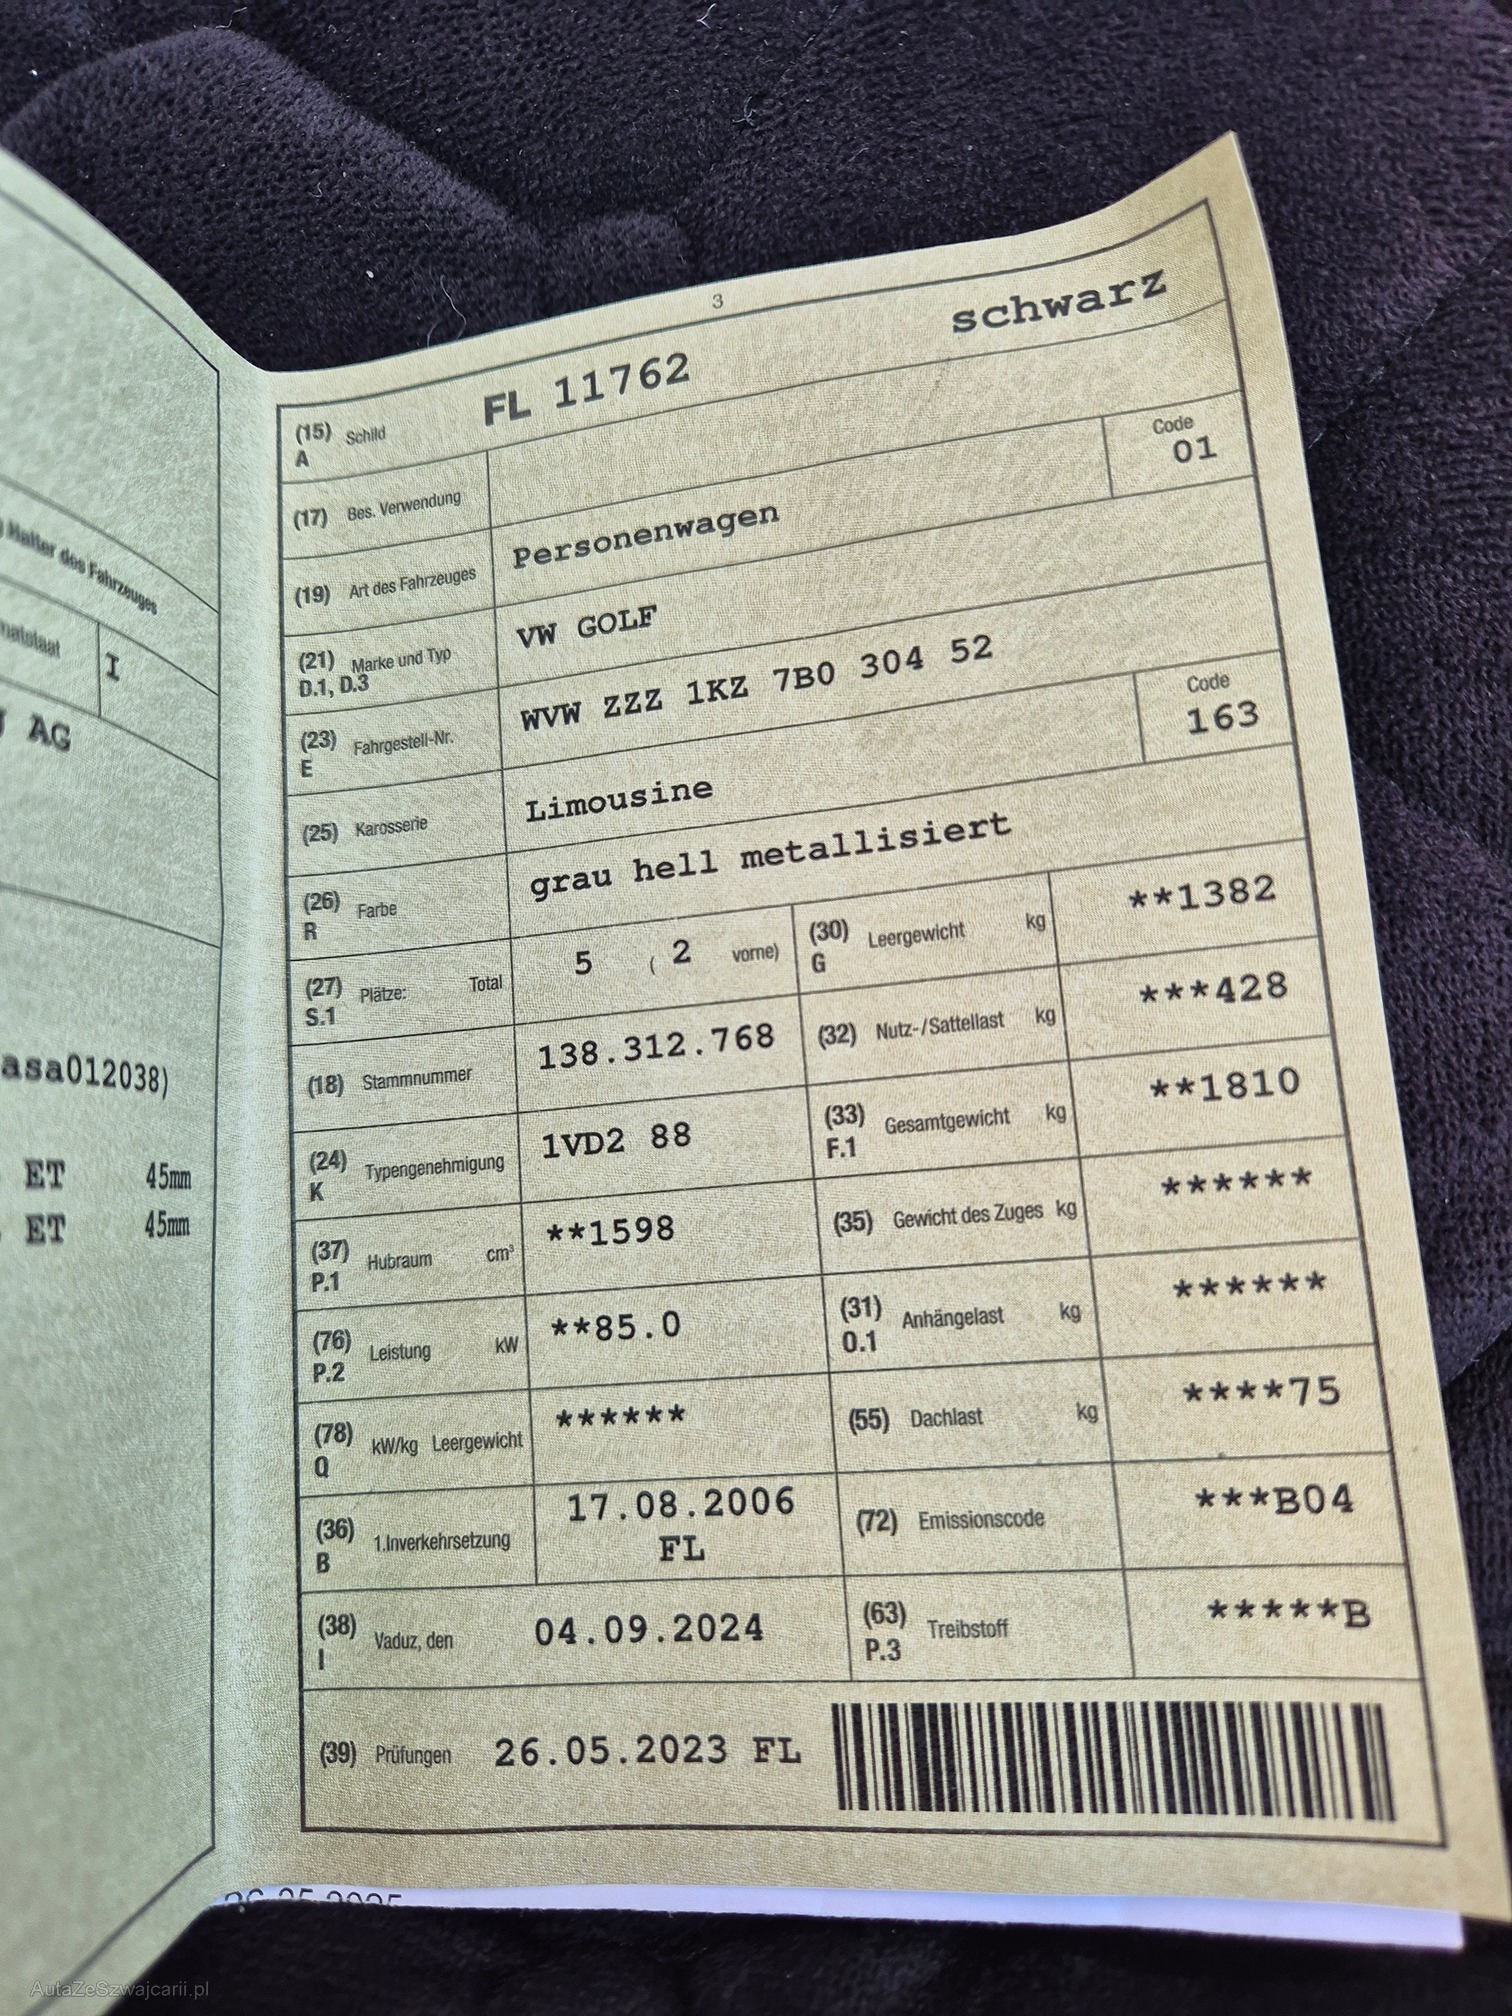 Halter des Fahrzeuges
I
AG
asa012038)
ET 45mm
ET 45mm
3
(15) A Schild FL 11762 schwarz
(17) Bes. Verwendung
(19) Art des Fahrzeuges Personenwagen Code 01
(21) D.1, D.3 Marke und Typ VW GOLF
(23) E Fahrgestell-Nr. WVW ZZZ 1KZ 7B0 304 52
(25) Karosserie Limousine Code 163
(26) R Farbe grau hell metallisiert
(27) S.1 Plätze: Total 5 ( 2 vorne) (30) G Leergewicht kg **1382
(18) Stammnummer 138.312.768 (32) Nutz-/Sattellast kg ***428
(24) K Typengenehmigung 1VD2 88 (33) F.1 Gesamtgewicht kg **1810
(37) P.1 Hubraum cm³ **1598 (35) Gewicht des Zuges kg ******
(76) P.2 Leistung kW **85.0 (31) O.1 Anhängelast kg ******
(78) Q kW/kg Leergewicht ****** (55) Dachlast kg ****75
(36) B 1.Inverkehrsetzung 17.08.2006 FL (72) Emissionscode ***B04
(38) I Vaduz, den 04.09.2024 (63) P.3 Treibstoff *****B
(39) Prüfungen 26.05.2023 FL
AutaZeSzwajcarii.pl